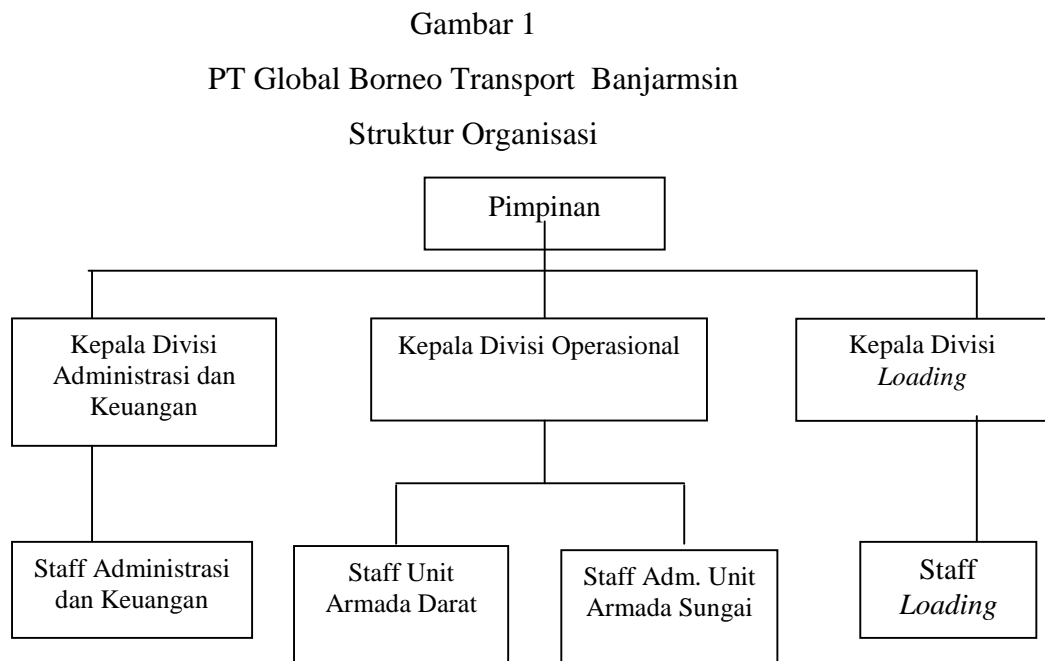 Gambar 1
PT Global Borneo Transport Banjarmsin
Struktur Organisasi
Pimpinan
Kepala Divisi
Administrasi dan
Keuangan
Kepala Divisi Operasional
Kepala Divisi
Loading
Staff Administrasi
dan Keuangan
Staff Unit
Armada Darat
Staff Adm. Unit
Armada Sungai
Staff
Loading